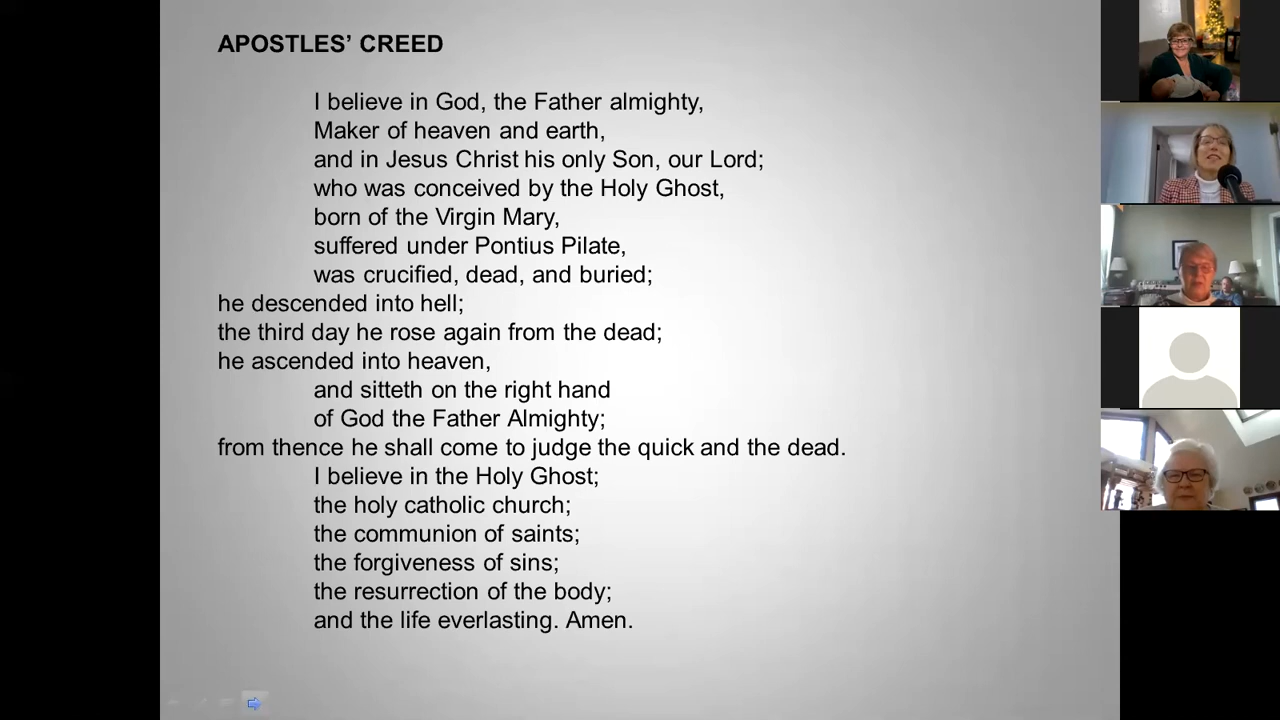 APOSTLES’ CREED
I believe in God, the Father almighty,
Maker of heaven and earth,
and in Jesus Christ his only Son, our Lord;
who was conceived by the Holy Ghost,
born of the Virgin Mary,
suffered under Pontius Pilate,
was crucified, dead, and buried;
he descended into hell;
the third day he rose again from the dead;
he ascended into heaven,
and sitteth on the right hand
of God the Father Almighty;
from thence he shall come to judge the quick and the dead.
I believe in the Holy Ghost;
the holy catholic church;
the communion of saints;
the forgiveness of sins;
the resurrection of the body;
and the life everlasting. Amen.